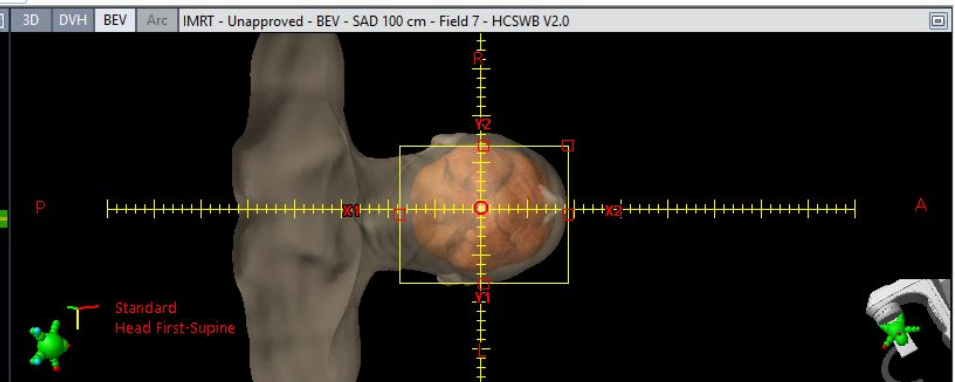 3D DVH BEV Arc IMRT - Unapproved - BEV - SAD 100 cm - Field 7 - HCSWB V2.0
R
Y2
P X1 X2 A
Y1
Standard
Head First-Supine
L